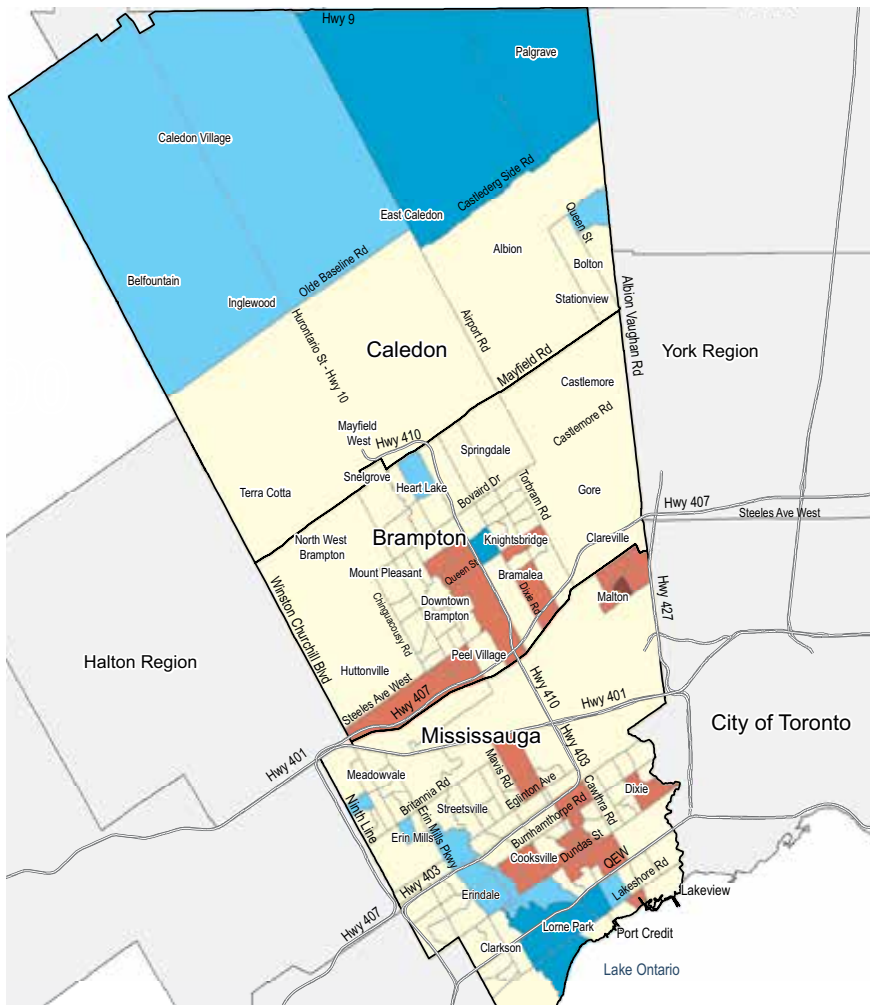 Hwy 9
Palgrave
Caledon Village
Castlederg Side Rd
East Caledon
Queen St
Albion
Bolton
Olde Baseline Rd
Belfountain
Inglewood
Stationview
Albion Vaughan Rd
Hurontario St - Hwy 10
Airport Rd
Caledon
York Region
Mayfield Rd
Castlemore
Castlemore Rd
Mayfield
West
Hwy 410
Springdale
Snelgrove
Heart Lake
Bovaird Dr
Torbram Rd
Gore
Terra Cotta
Hwy 407
Steeles Ave West
North West
Brampton
Brampton
Knightsbridge
Clareville
Mount Pleasant
Queen St
Bramalea
Dixie Rd
Malton
Winston Churchill Blvd
Chinguacousy Rd
Downtown
Brampton
Hwy 427
Halton Region
Huttonville
Peel Village
Steeles Ave West
Hwy 407
Hwy 410
Hwy 401
City of Toronto
Mississauga
Hwy 401
Hwy 403
Meadowvale
Mavis Rd
Britannia Rd
Eglinton Ave
Cawthra Rd
Dixie
Ninth Line
Streetsville
Erin Mills Pkwy
Burnhamthorpe Rd
Erin Mills
Dundas St
Cooksville
QEW
Hwy 403
Lakeshore Rd
Lakeview
Erindale
Hwy 407
Lorne Park
Port Credit
Clarkson
Lake Ontario